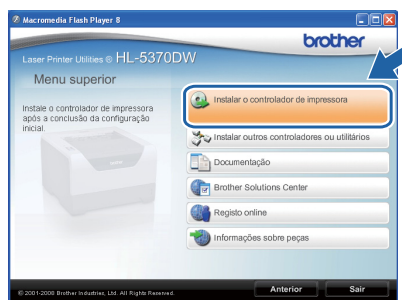 Macromedia Flash Player 8
brother
Laser Printer Utilities ® HL-5370DW
Menu superior
Instale o controlador de impressora
após a conclusão da configuração
inicial.
Instalar o controlador de impressora
Instalar outros controladores ou utilitários
Documentação
Brother Solutions Center
Registo online
Informações sobre peças
© 2001-2008 Brother Industries, Ltd. All Rights Reserved.
Anterior
Sair